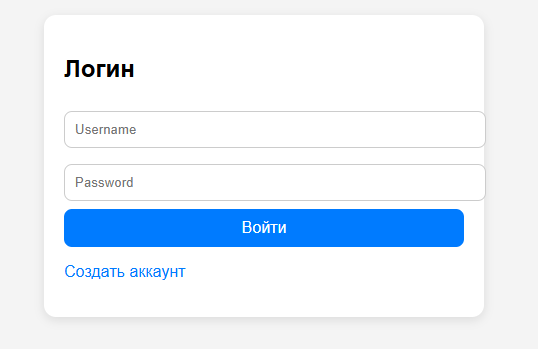 Логин
Username
Password
Войти
Создать аккаунт